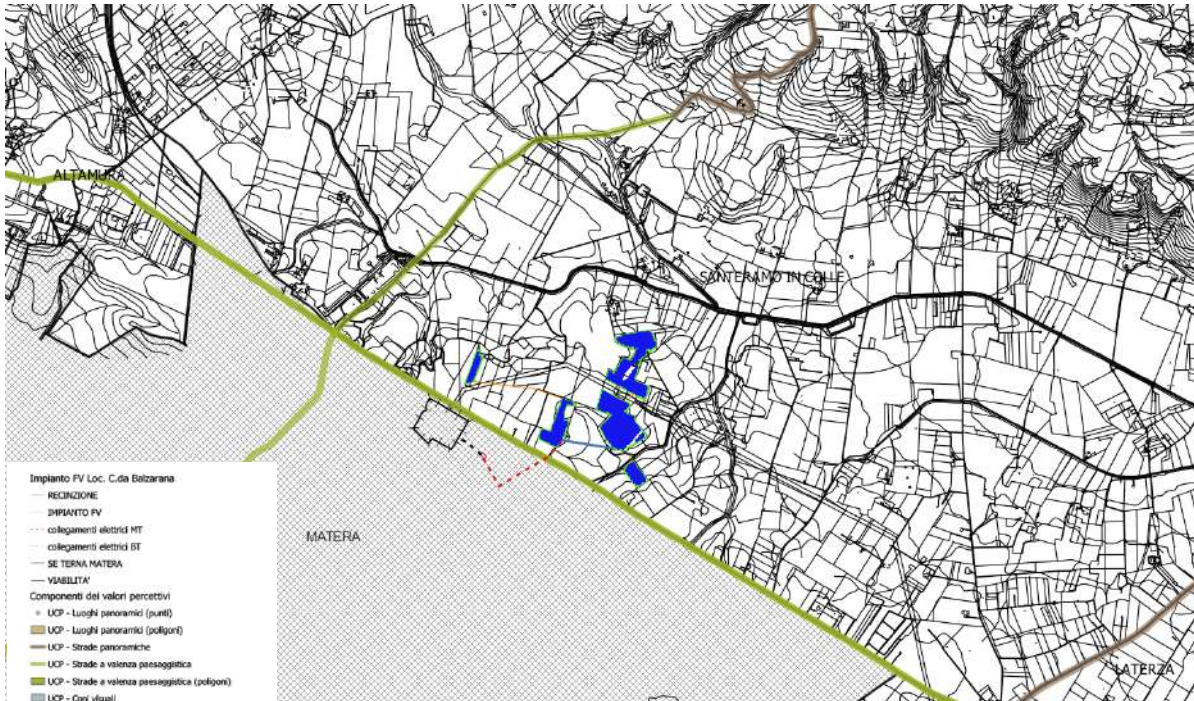 ALTAMURA
SANTERAMO IN COLLE
MATERA
LATERZA
Impianto FV Loc. C.da Balzarana
RECINZIONE
IMPIANTO FV
collegamenti elettrici MT
collegamenti elettrici BT
SE TERNA MATERA
VIABILITA'
Componenti dei valori percettivi
UCP - Luoghi panoramici (punti)
UCP - Luoghi panoramici (poligoni)
UCP - Strade panoramiche
UCP - Strade a valenza paesaggistica
UCP - Strade a valenza paesaggistica (poligoni)
UCP - Coni visuali